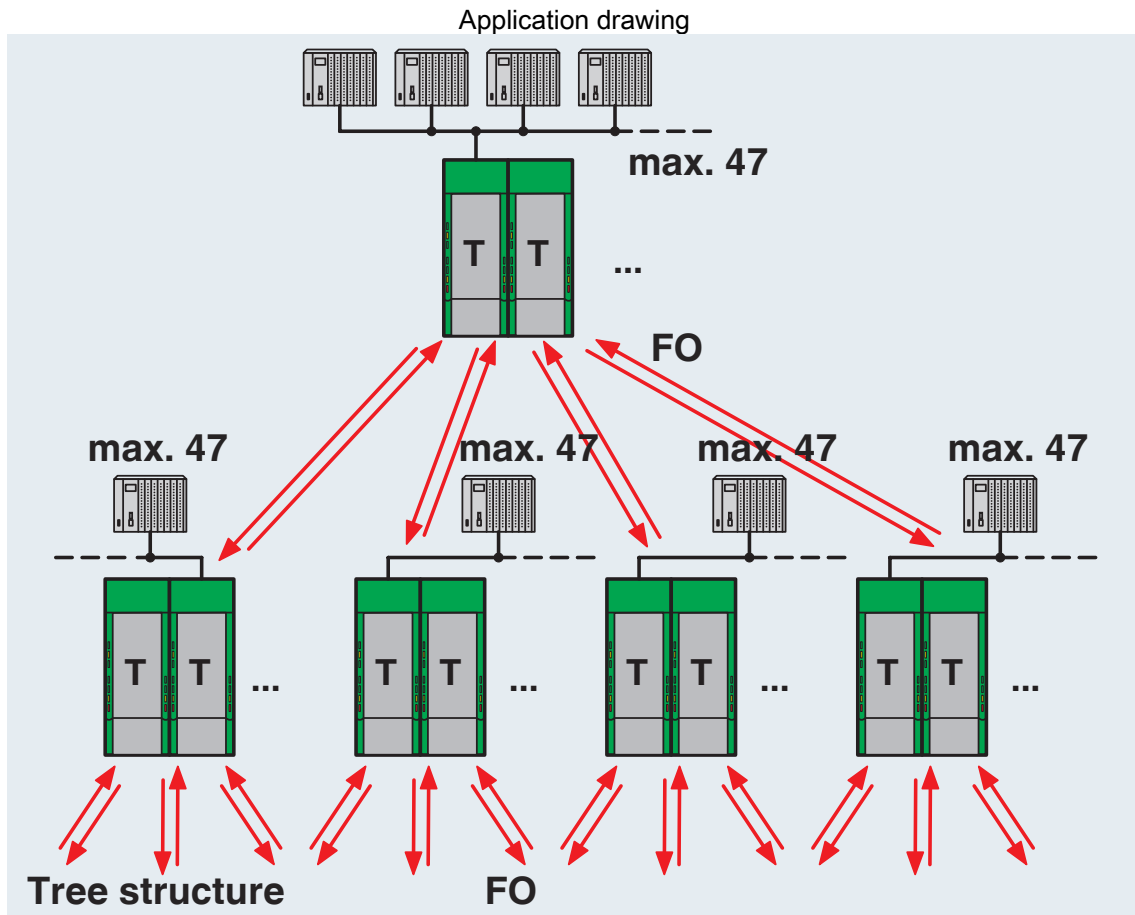 Application drawing
max. 47
T T ...
FO
max. 47 max. 47 max. 47 max. 47
T T ... T T ... T T ... T T ...
Tree structure FO